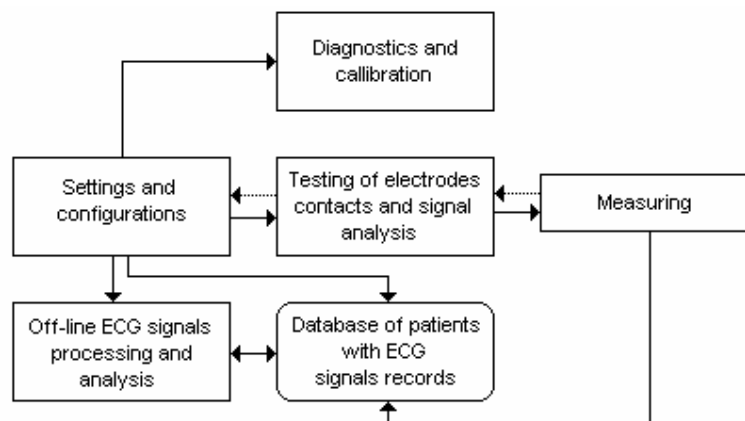 Diagnostics and
callibration
Settings and
configurations
Testing of electrodes
contacts and signal
analysis
Measuring
Off-line ECG signals
processing and
analysis
Database of patients
with ECG
signals records